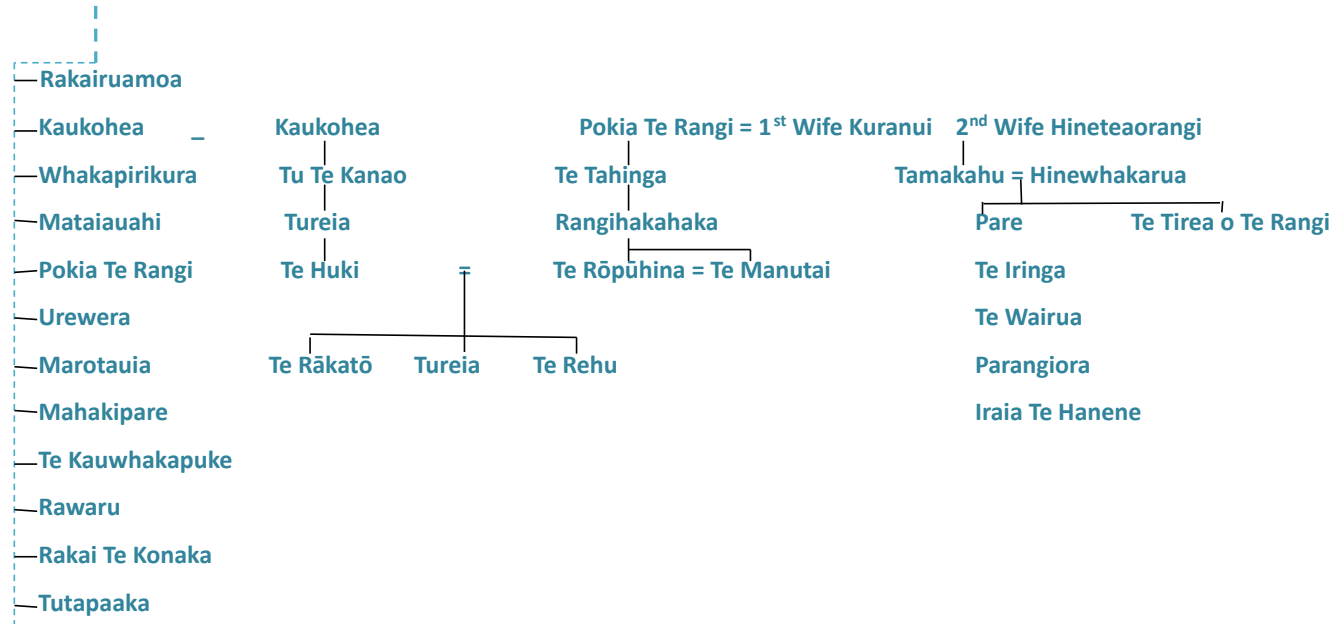 Rakairuamoa
Kaukohea _ Kaukohea Pokia Te Rangi = 1st Wife Kuranui 2nd Wife Hineteaorangi
Whakapirikura Tu Te Kanao Te Tahinga Tamakahu = Hinewhakarua
Mataiauahi Tureia Rangihakahaka Pare Te Tirea o Te Rangi
Pokia Te Rangi Te Huki = Te Rōpūhina = Te Manutai Te Iringa
Urewera Te Wairua
Marotauia Te Rākatō Tureia Te Rehu Parangiora
Mahakipare Iraia Te Hanene
Te Kauwhakapuke
Rawaru
Rakai Te Konaka
Tutapaaka